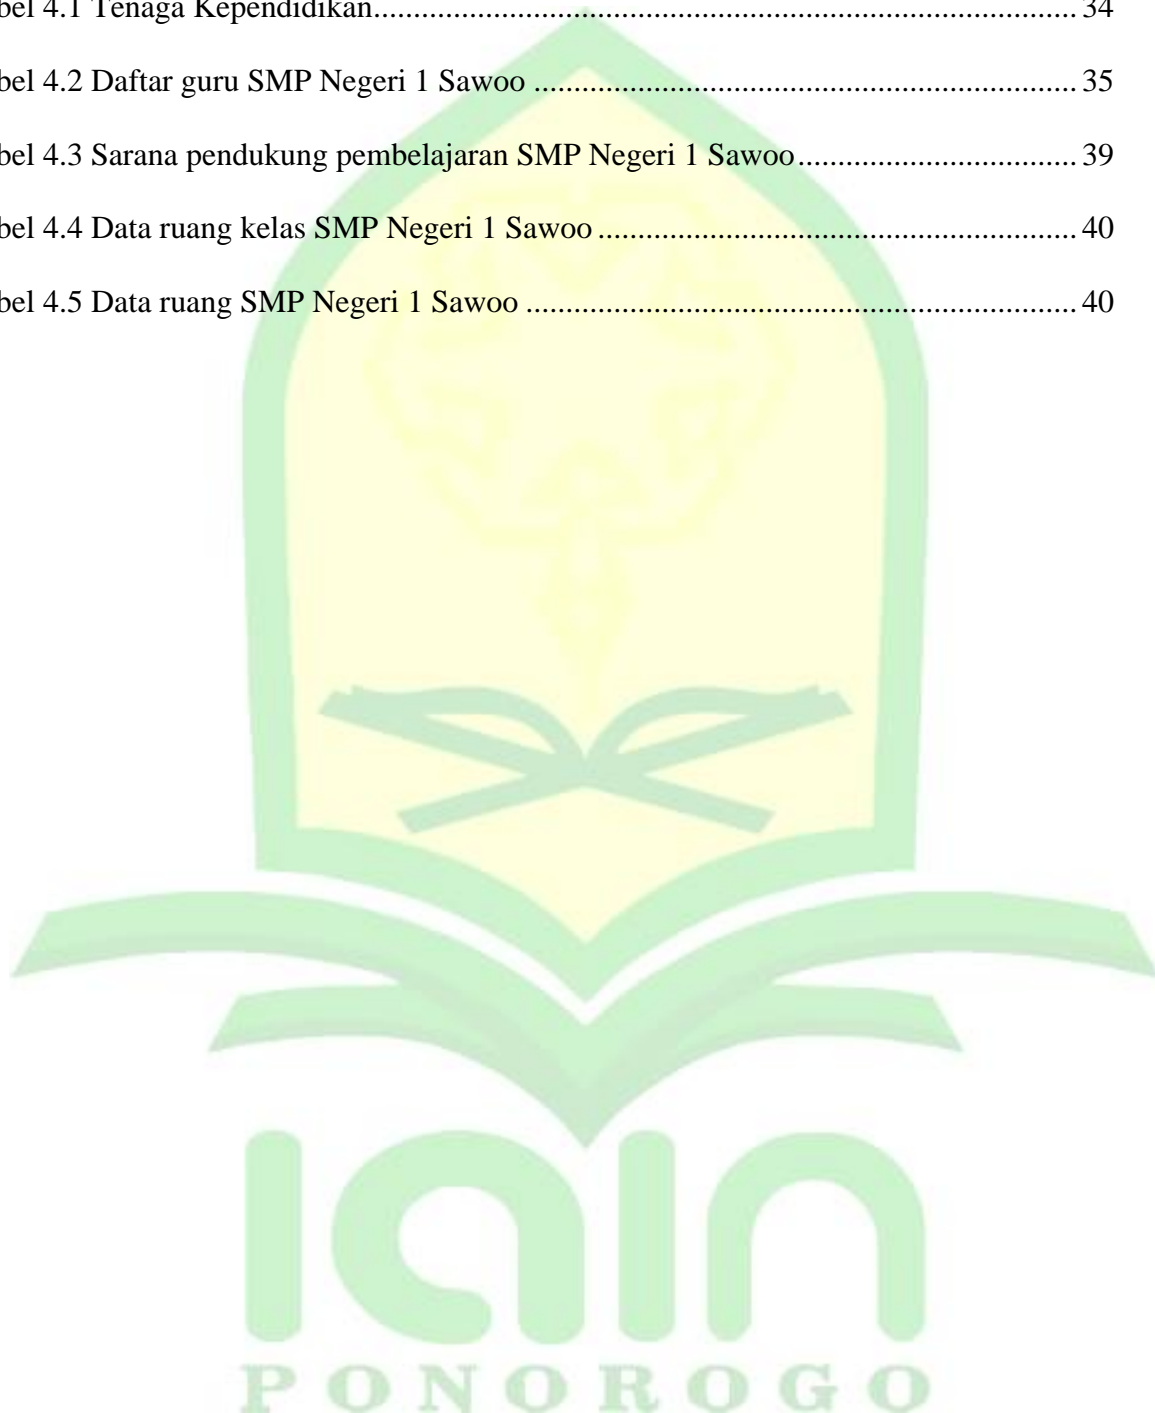 bel 4.1 Tenaga Kependidikan.......................................................................................... 34
bel 4.2 Daftar guru SMP Negeri 1 Sawoo ..................................................................... 35
bel 4.3 Sarana pendukung pembelajaran SMP Negeri 1 Sawoo................................... 39
bel 4.4 Data ruang kelas SMP Negeri 1 Sawoo ............................................................. 40
bel 4.5 Data ruang SMP Negeri 1 Sawoo ...................................................................... 40
iain
PONOROGO